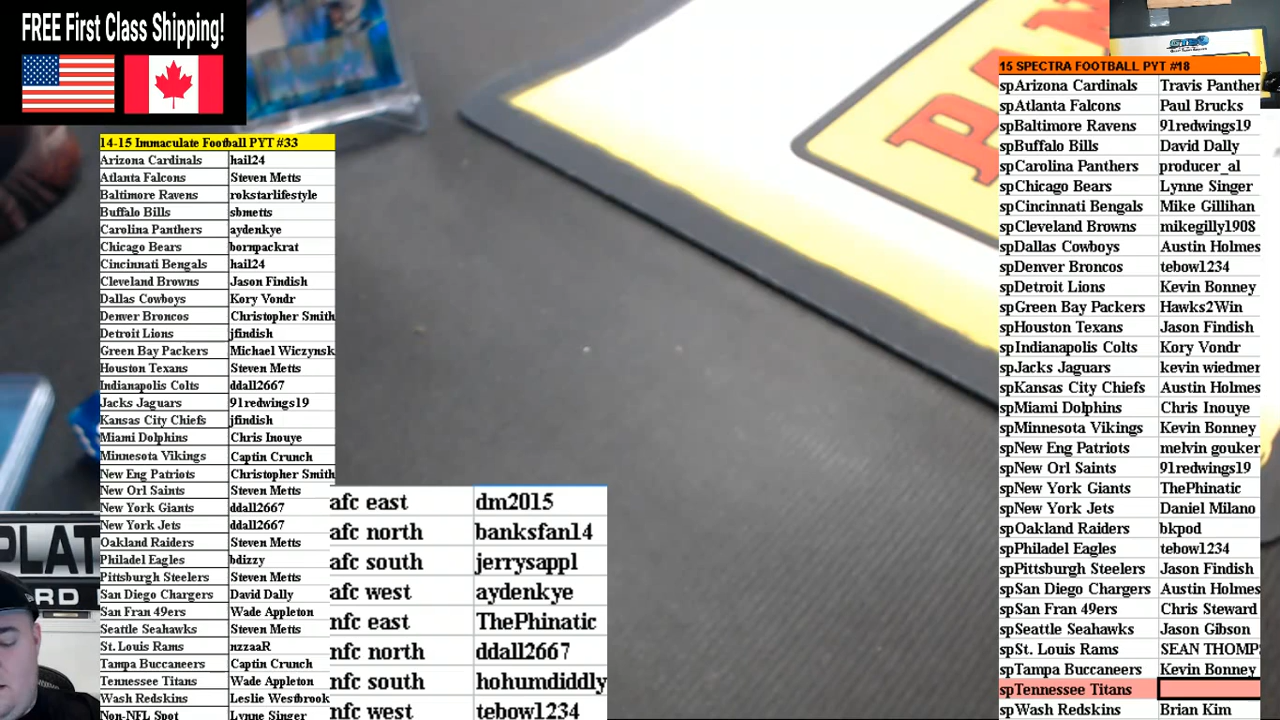 FREE First Class Shipping!
14-15 Immaculate Football PYT #33
Arizona Cardinals hail24
Atlanta Falcons Steven Metts
Baltimore Ravens rokstarlifestyle
Buffalo Bills sbmetts
Carolina Panthers aydenkye
Chicago Bears bornpackrat
Cincinnati Bengals hail24
Cleveland Browns Jason Findish
Dallas Cowboys Kory Vondr
Denver Broncos Christopher Smith
Detroit Lions jfindish
Green Bay Packers Michael Wiczynsk
Houston Texans Steven Metts
Indianapolis Colts ddall2667
Jacks Jaguars 91redwings19
Kansas City Chiefs jfindish
Miami Dolphins Chris Inouye
Minnesota Vikings Captin Crunch
New Eng Patriots Christopher Smith
New Orl Saints Steven Metts
New York Giants ddall2667
New York Jets ddall2667
Oakland Raiders Steven Metts
Philadel Eagles bdizzy
Pittsburgh Steelers Steven Metts
San Diego Chargers David Dally
San Fran 49ers Wade Appleton
Seattle Seahawks Steven Metts
St. Louis Rams nzzaaR
Tampa Buccaneers Captin Crunch
Tennessee Titans Wade Appleton
Wash Redskins Leslie Westbrook
Non-NFL Spot Lynne Singer
afc east dm2015
afc north banksfan14
afc south jerrysappl
afc west aydenkye
nfc east ThePhinatic
nfc north ddall2667
nfc south hohumdiddly
nfc west tebow1234
15 SPECTRA FOOTBALL PYT #18
spArizona Cardinals Travis Panther
spAtlanta Falcons Paul Brucks
spBaltimore Ravens 91redwings19
spBuffalo Bills David Dally
spCarolina Panthers producer_al
spChicago Bears Lynne Singer
spCincinnati Bengals Mike Gillihan
spCleveland Browns mikegilly1908
spDallas Cowboys Austin Holmes
spDenver Broncos tebow1234
spDetroit Lions Kevin Bonney
spGreen Bay Packers Hawks2Win
spHouston Texans Jason Findish
spIndianapolis Colts Kory Vondr
spJacks Jaguars kevin wiedmer
spKansas City Chiefs Austin Holmes
spMiami Dolphins Chris Inouye
spMinnesota Vikings Kevin Bonney
spNew Eng Patriots melvin gouker
spNew Orl Saints 91redwings19
spNew York Giants ThePhinatic
spNew York Jets Daniel Milano
spOakland Raiders bkpod
spPhiladel Eagles tebow1234
spPittsburgh Steelers Jason Findish
spSan Diego Chargers Austin Holmes
spSan Fran 49ers Chris Steward
spSeattle Seahawks Jason Gibson
spSt. Louis Rams SEAN THOMP
spTampa Buccaneers Kevin Bonney
spTennessee Titans
spWash Redskins Brian Kim
PLAT
RD